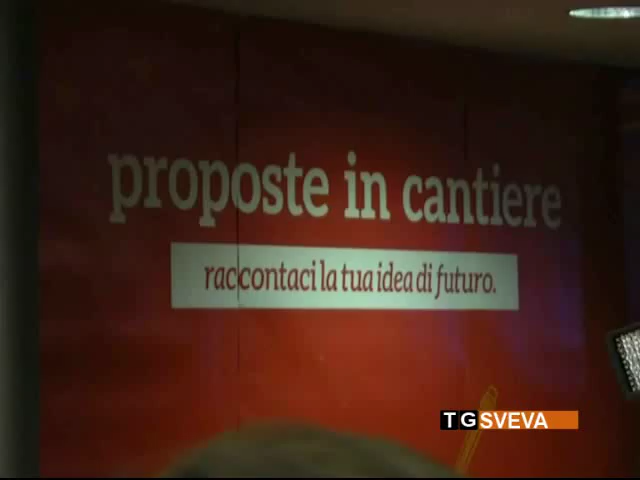 proposte in cantiere
raccontaci la tua idea di futuro.
TGSVEVA